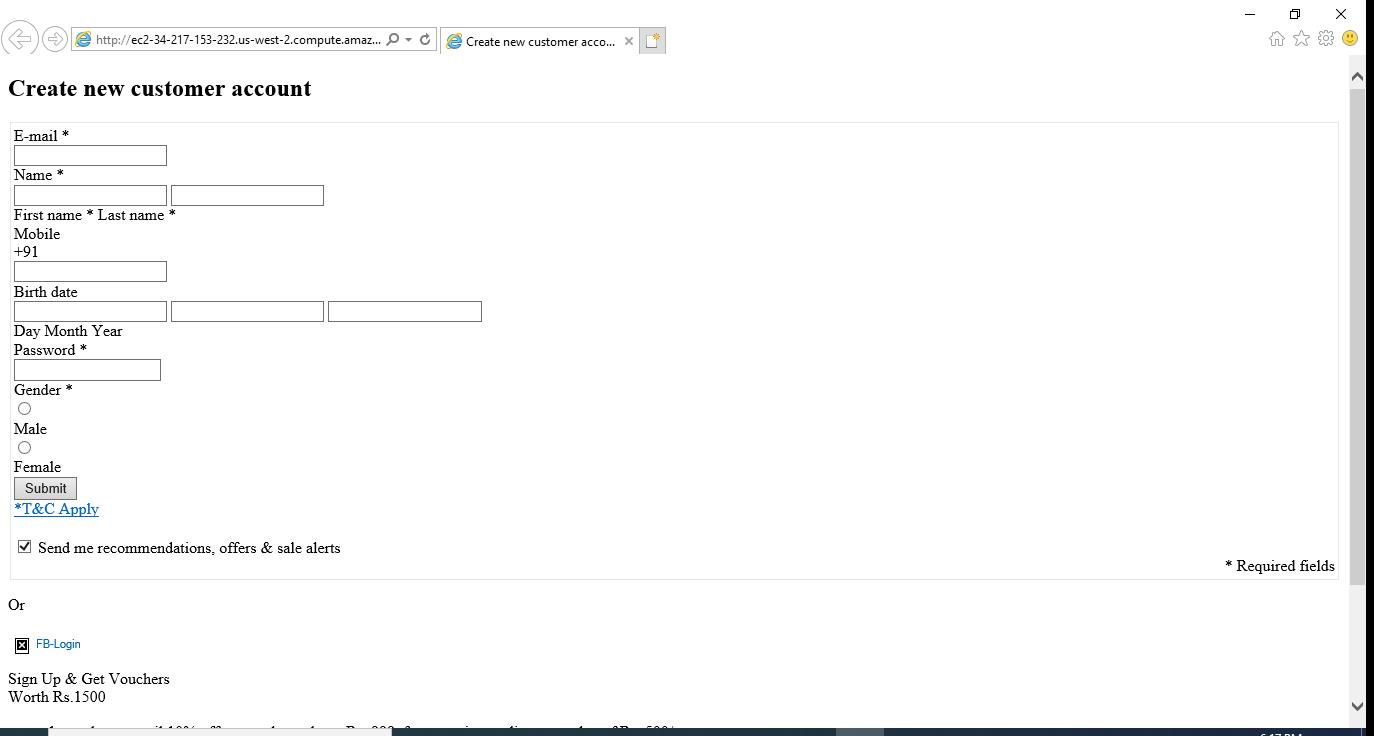 http://ec2-34-217-153-232.us-west-2.compute.amaz...
Create new customer acco...
Create new customer account
E-mail *
Name *
First name * Last name *
Mobile
+91
Birth date
Day Month Year
Password *
Gender *
Male
Female
Submit
*T&C Apply
Send me recommendations, offers & sale alerts
* Required fields
Or
FB-Login
Sign Up & Get Vouchers
Worth Rs.1500